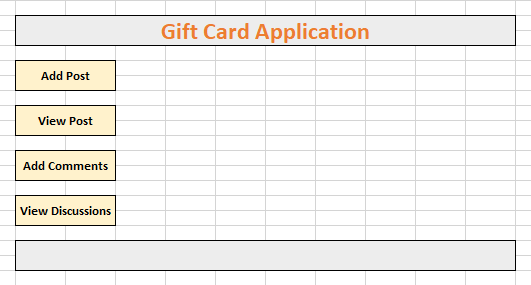 Gift Card Application
Add Post
View Post
Add Comments
View Discussions